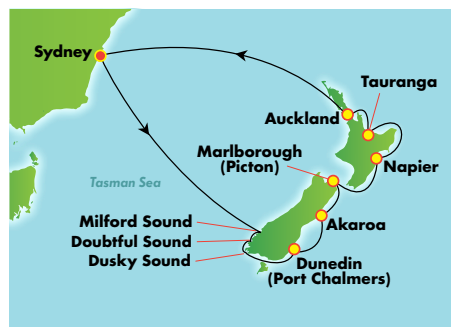 Sydney
Tauranga
Auckland
Marlborough
(Picton)
Napier
Tasman Sea
Akaroa
Milford Sound
Doubtful Sound
Dusky Sound
Dunedin
(Port Chalmers)